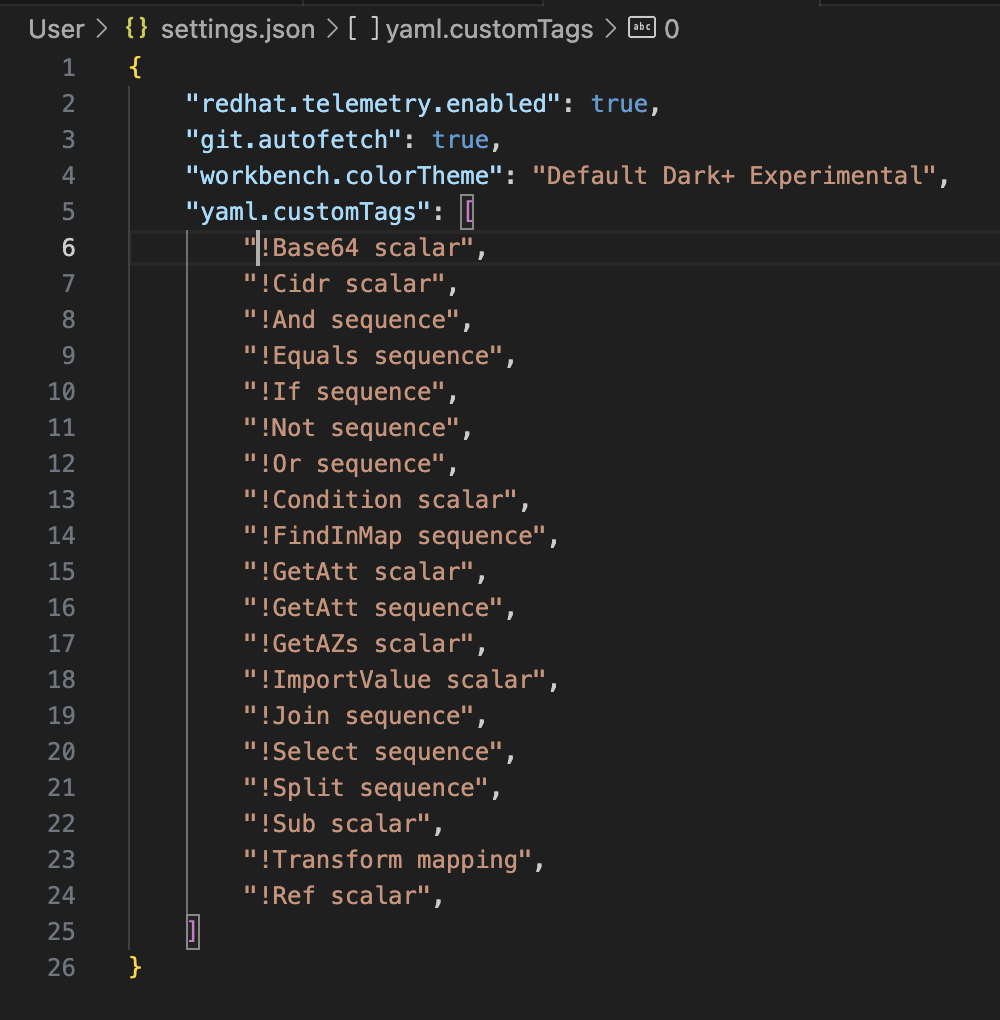 User > {} settings.json > [ ] yaml.customTags > abc 0
1 {
2 "redhat.telemetry.enabled": true,
3 "git.autofetch": true,
4 "workbench.colorTheme": "Default Dark+ Experimental",
5 "yaml.customTags": [
6 "!Base64 scalar",
7 "!Cidr scalar",
8 "!And sequence",
9 "!Equals sequence",
10 "!If sequence",
11 "!Not sequence",
12 "!Or sequence",
13 "!Condition scalar",
14 "!FindInMap sequence",
15 "!GetAtt scalar",
16 "!GetAtt sequence",
17 "!GetAZs scalar",
18 "!ImportValue scalar",
19 "!Join sequence",
20 "!Select sequence",
21 "!Split sequence",
22 "!Sub scalar",
23 "!Transform mapping",
24 "!Ref scalar",
25 ]
26 }